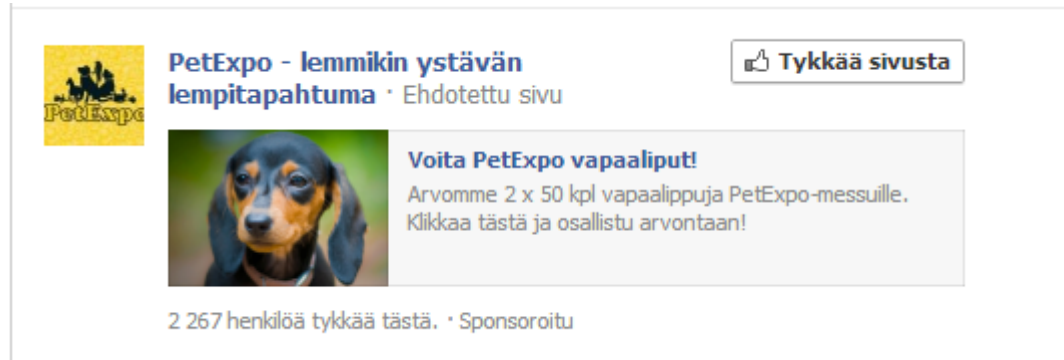 PetExpo
PetExpo - lemmikin ystävän
lempitapahtuma · Ehdotettu sivu
Tykkää sivusta
Voita PetExpo vapaaliput!
Arvomme 2 x 50 kpl vapaalippuja PetExpo-messuille.
Klikkaa tästä ja osallistu arvontaan!
2 267 henkilöä tykkää tästä. · Sponsoroitu